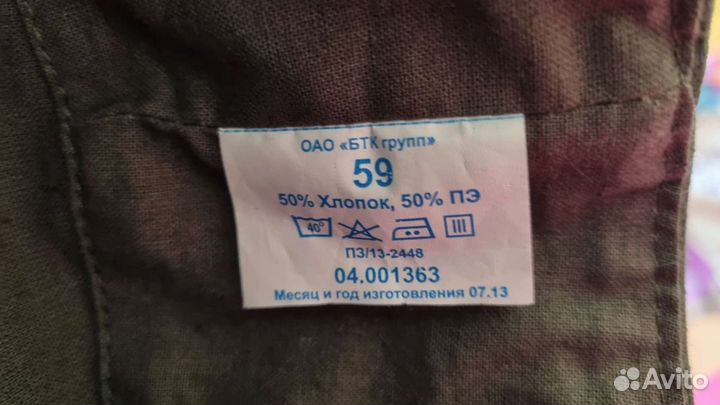 ОАО «БТК групп»
59
50% Хлопок, 50% ПЭ
40°
ПЗ/13-2448
04.001363
Месяц и год изготовления 07.13
Avito